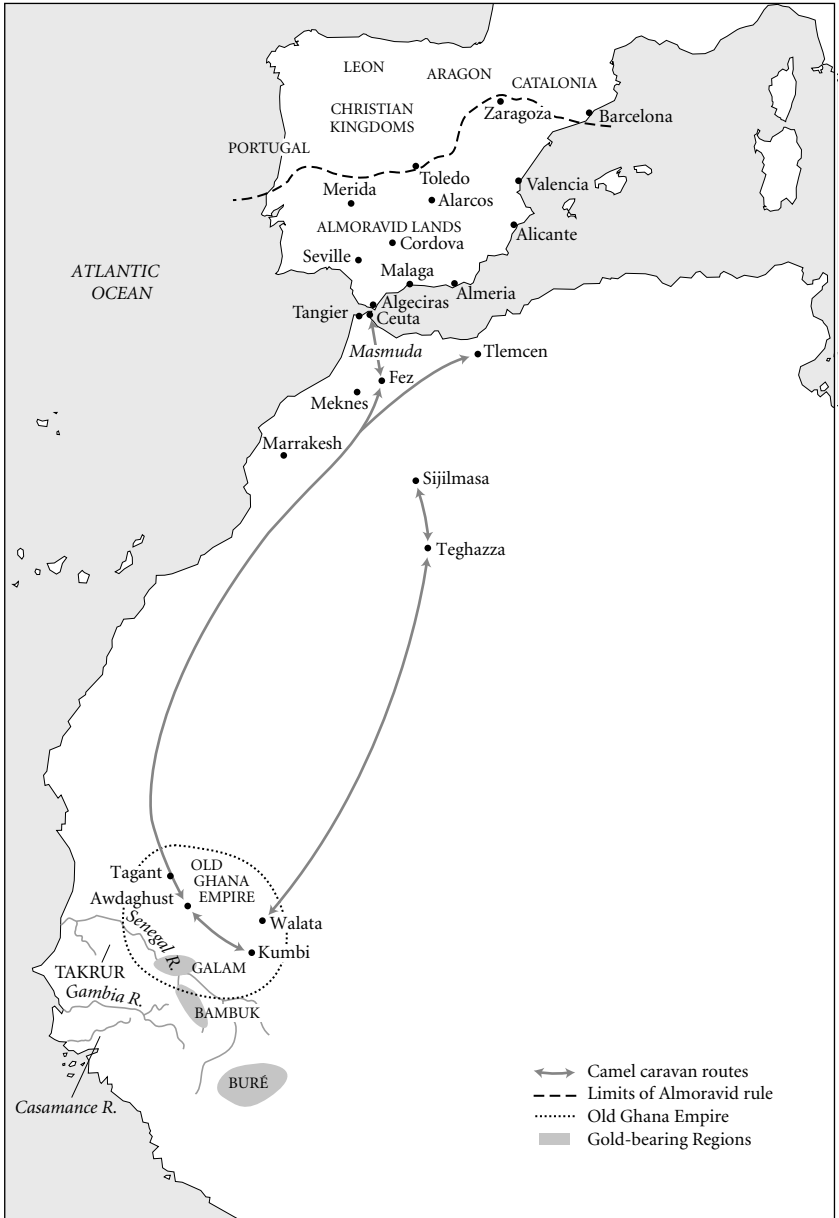 LEON
ARAGON
CATALONIA
CHRISTIAN
KINGDOMS
Zaragoza
Barcelona
PORTUGAL
Toledo
Valencia
Merida
Alarcos
ALMORAVID LANDS
Cordova
Alicante
Seville
ATLANTIC
OCEAN
Malaga
Almeria
Algeciras
Tangier
Ceuta
Masmuda
Tlemcen
Fez
Meknes
Marrakesh
Sijilmasa
Teghazza
Tagant
OLD
GHANA
EMPIRE
Awdaghust
Walata
Senegal R.
Kumbi
TAKRUR
GALAM
Gambia R.
BAMBUK
BURÉ
Casamance R.
Camel caravan routes
Limits of Almoravid rule
Old Ghana Empire
Gold-bearing Regions